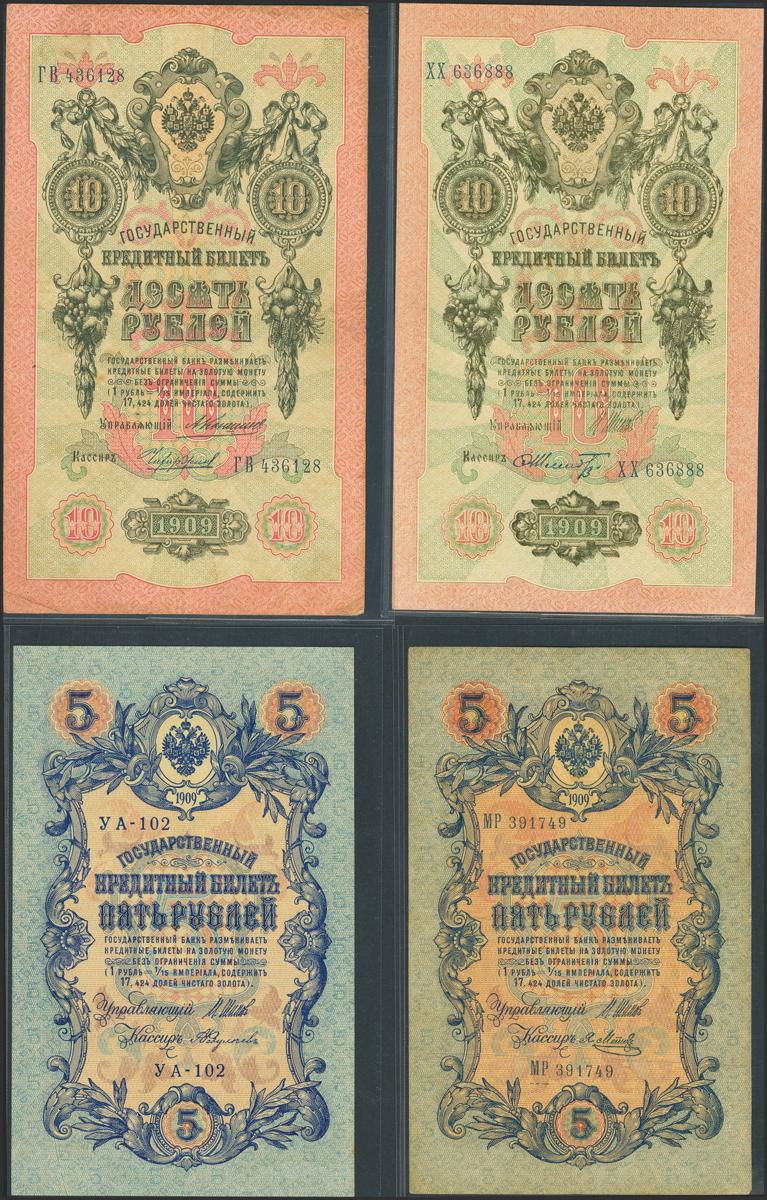 ГВ 436128
10 10
ГОСУДАРСТВЕННЫЙ
КРЕДИТНЫЙ БИЛЕТЪ
ДЕСЯТЬ
РУБЛЕЙ
ГОСУДАРСТВЕННЫЙ БАНКЪ РАЗМѢНИВАЕТЪ
КРЕДИТНЫЕ БИЛЕТЫ НА ЗОЛОТУЮ МОНЕТУ
БЕЗЪ ОГРАНИЧЕНІЯ СУММЫ
(1 РУБЛЬ = 1/15 ИМПЕРІАЛА, СОДЕРЖИТЪ
17,424 ДОЛЕЙ ЧИСТАГО ЗОЛОТА).
10
УПРАВЛЯЮЩІЙ
КАССИРЪ
ГВ 436128
10 1909 10
ХХ 636888
10 10
ГОСУДАРСТВЕННЫЙ
КРЕДИТНЫЙ БИЛЕТЪ
ДЕСЯТЬ
РУБЛЕЙ
ГОСУДАРСТВЕННЫЙ БАНКЪ РАЗМѢНИВАЕТЪ
КРЕДИТНЫЕ БИЛЕТЫ НА ЗОЛОТУЮ МОНЕТУ
БЕЗЪ ОГРАНИЧЕНІЯ СУММЫ
(1 РУБЛЬ = 1/15 ИМПЕРІАЛА, СОДЕРЖИТЪ
17,424 ДОЛЕЙ ЧИСТАГО ЗОЛОТА).
10
УПРАВЛЯЮЩІЙ
КАССИРЪ
ХХ 636888
10 1909 10
5 5
1909
УА-102
ГОСУДАРСТВЕННЫЙ
КРЕДИТНЫЙ БИЛЕТЪ
ПЯТЬ РУБЛЕЙ
ГОСУДАРСТВЕННЫЙ БАНКЪ РАЗМѢНИВАЕТЪ
КРЕДИТНЫЕ БИЛЕТЫ НА ЗОЛОТУЮ МОНЕТУ
БЕЗЪ ОГРАНИЧЕНІЯ СУММЫ
(1 РУБЛЬ = 1/15 ИМПЕРІАЛА, СОДЕРЖИТЪ
17,424 ДОЛЕЙ ЧИСТАГО ЗОЛОТА).
Управляющій
Кассиръ
УА-102
5
5 5
1909
МР 391749
ГОСУДАРСТВЕННЫЙ
КРЕДИТНЫЙ БИЛЕТЪ
ПЯТЬ РУБЛЕЙ
ГОСУДАРСТВЕННЫЙ БАНКЪ РАЗМѢНИВАЕТЪ
КРЕДИТНЫЕ БИЛЕТЫ НА ЗОЛОТУЮ МОНЕТУ
БЕЗЪ ОГРАНИЧЕНІЯ СУММЫ
(1 РУБЛЬ = 1/15 ИМПЕРІАЛА, СОДЕРЖИТЪ
17,424 ДОЛЕЙ ЧИСТАГО ЗОЛОТА).
Управляющій
Кассиръ
МР 391749
5